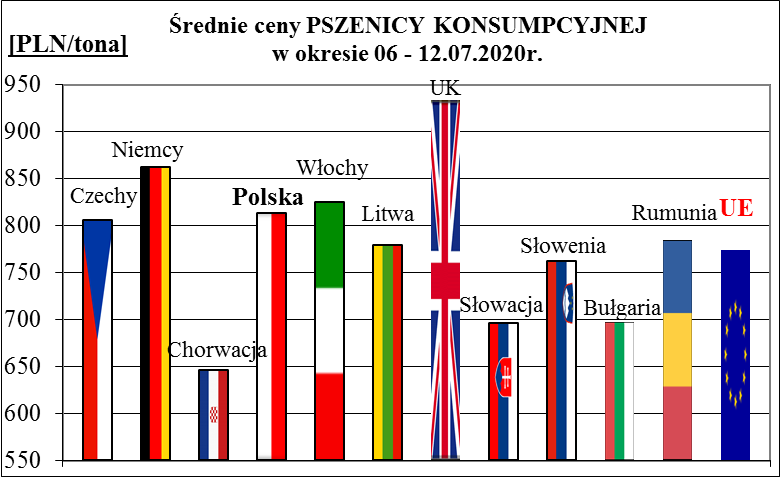 Średnie ceny PSZENICY KONSUMPCYJNEJ
w okresie 06 - 12.07.2020r.
[PLN/tona]
950
900
850
800
750
700
650
600
550
Czechy
Niemcy
Chorwacja
Polska
Włochy
Litwa
UK
Słowacja
Słowenia
Bułgaria
Rumunia
UE